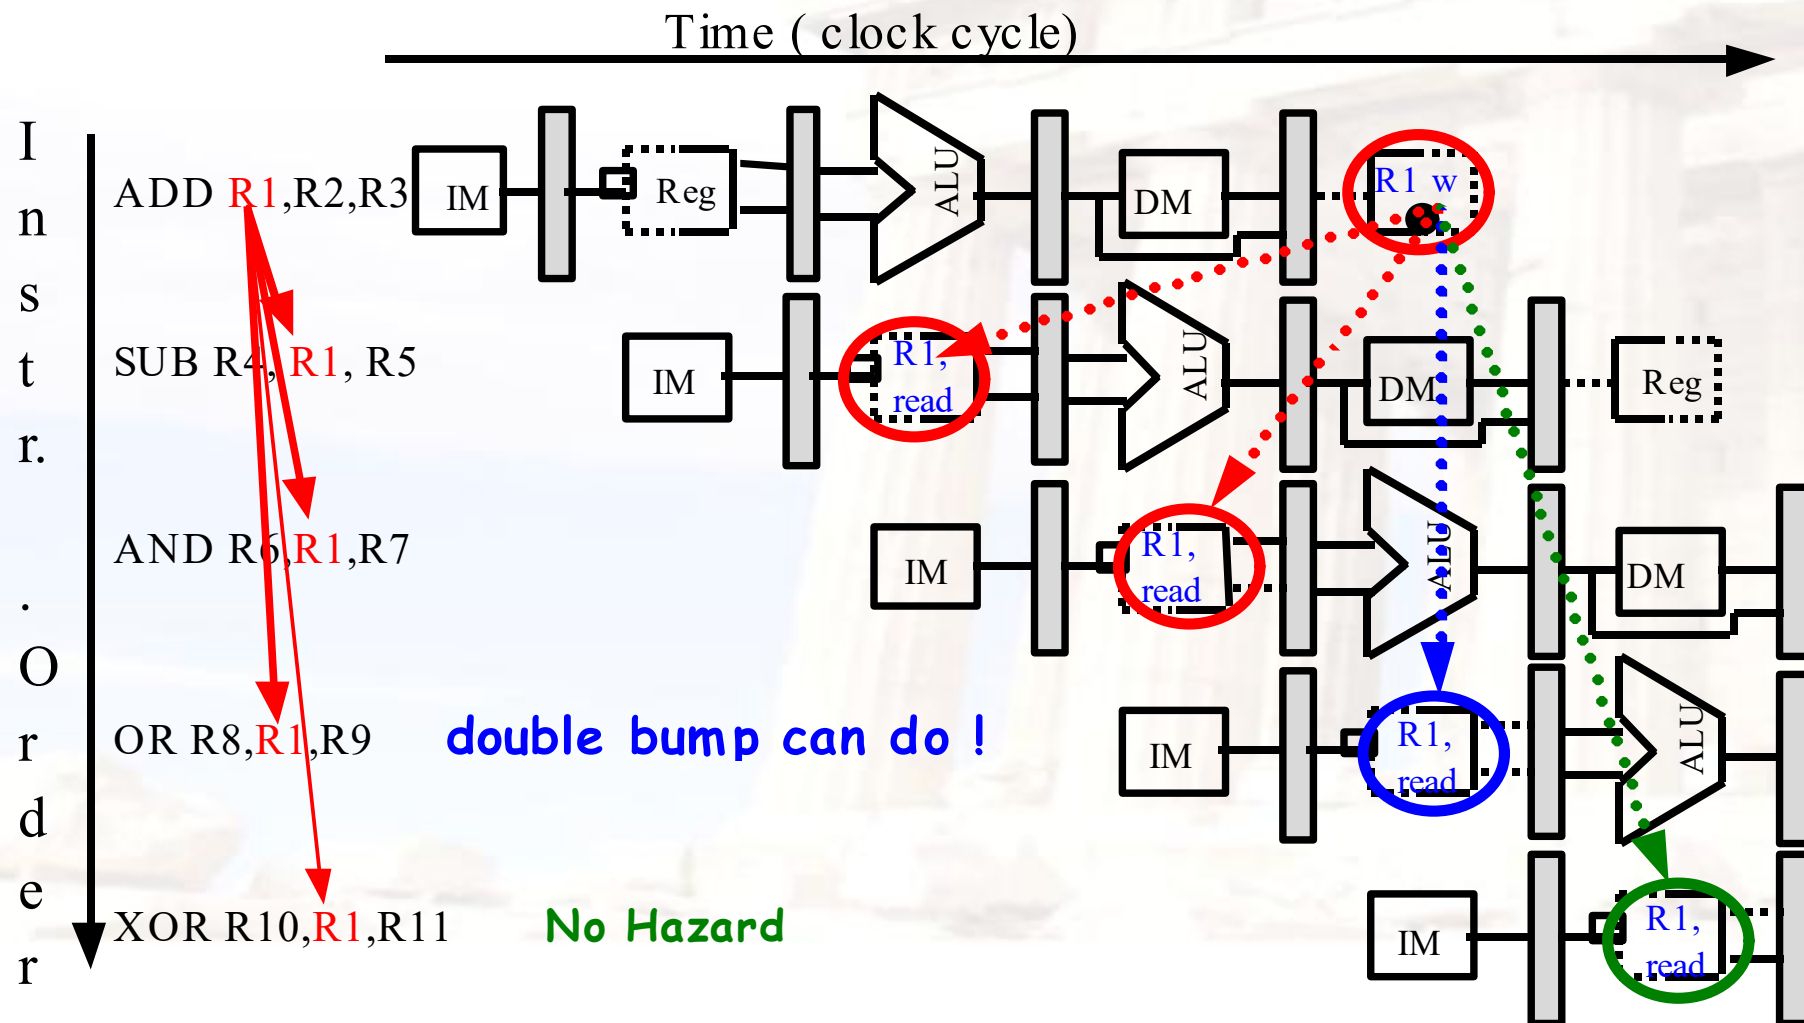 Time ( clock cycle)
Instr. Order
ADD R1,R2,R3
IM
Reg
ALU
DM
R1 w
SUB R4, R1, R5
IM
R1,
read
ALU
DM
Reg
AND R6,R1,R7
IM
R1,
read
ALU
DM
OR R8,R1,R9
double bump can do !
IM
R1,
read
ALU
XOR R10,R1,R11
No Hazard
IM
R1,
read